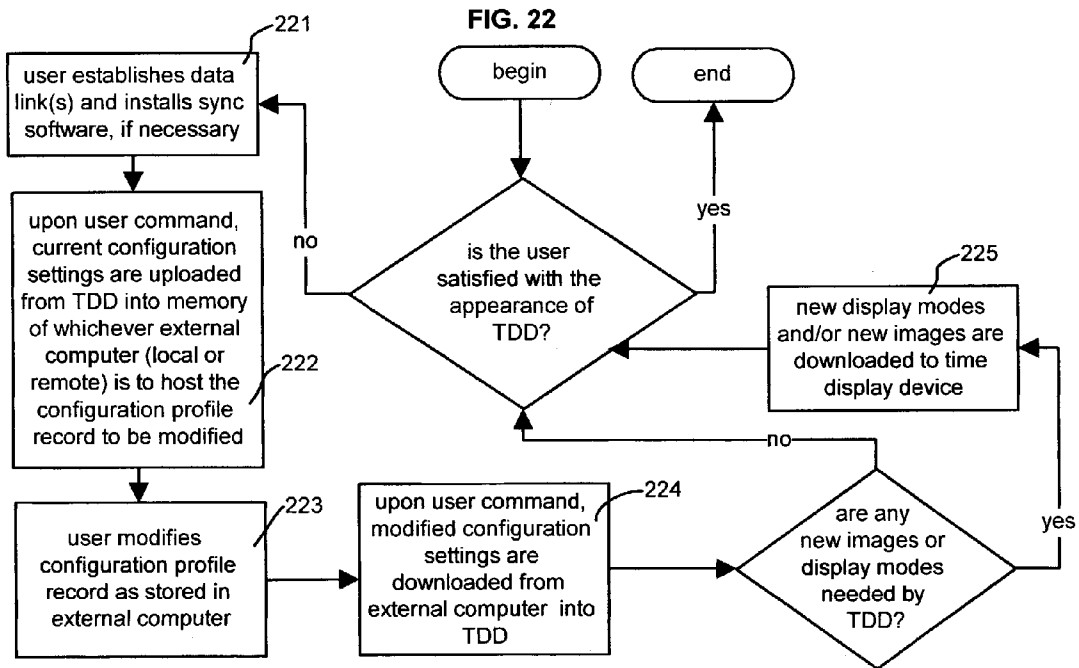 FIG. 22
begin
end
is the user
satisfied with the
appearance of
TDD?
yes
no
221
user establishes data
link(s) and installs sync
software, if necessary
upon user command,
current configuration
settings are uploaded
from TDD into memory
of whichever external
computer (local or
remote) is to host the
configuration profile
record to be modified
222
user modifies
configuration profile
record as stored in
external computer
223
upon user command,
modified configuration
settings are
downloaded from
external computer into
TDD
224
are any
new images or
display modes
needed by
TDD?
no
yes
new display modes
and/or new images are
downloaded to time
display device
225